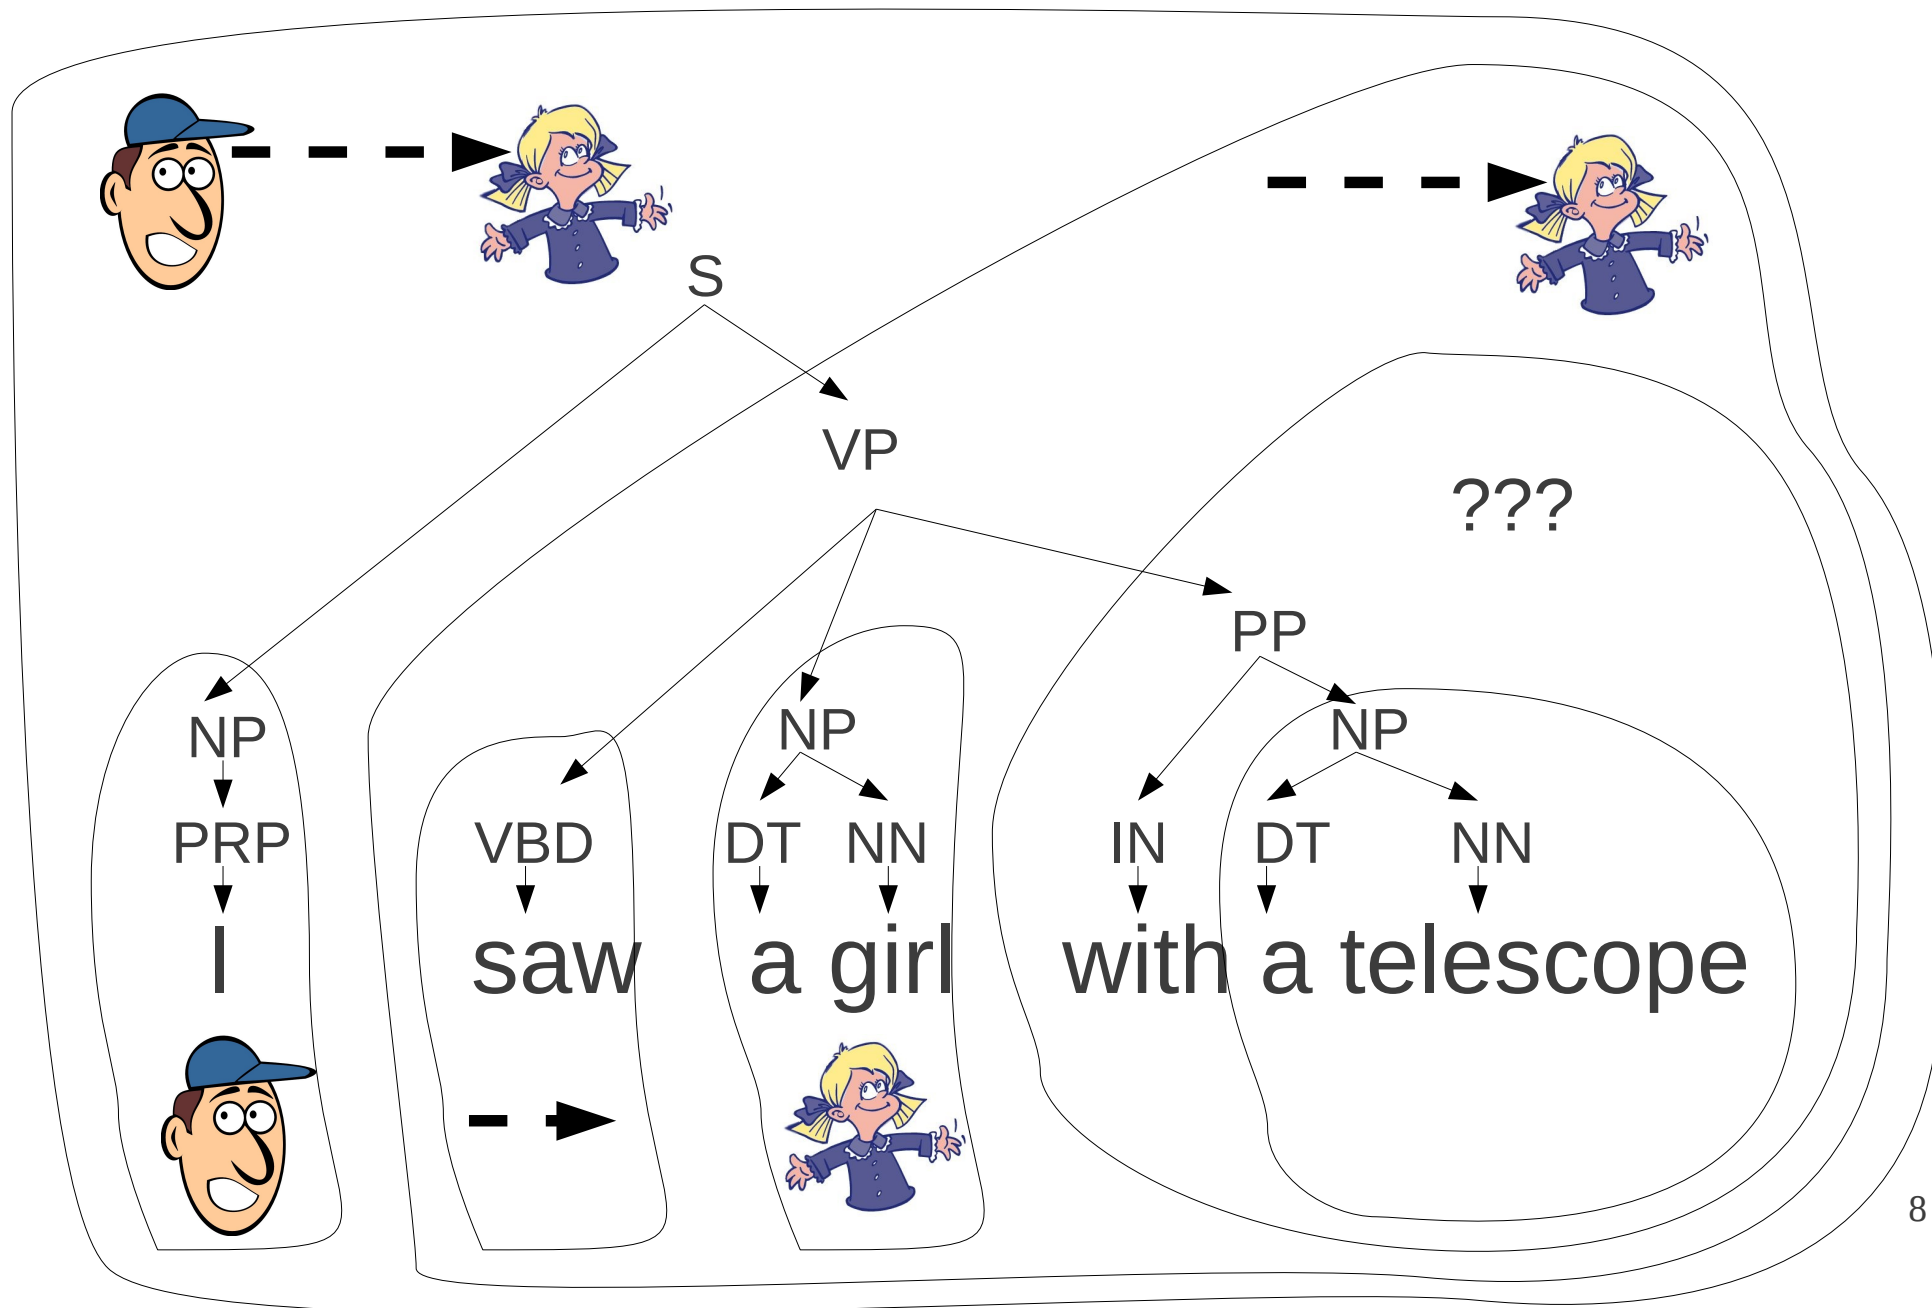 S
VP
???
PP
NP NP NP
PRP VBD DT NN IN DT NN
I saw a girl with a telescope
8